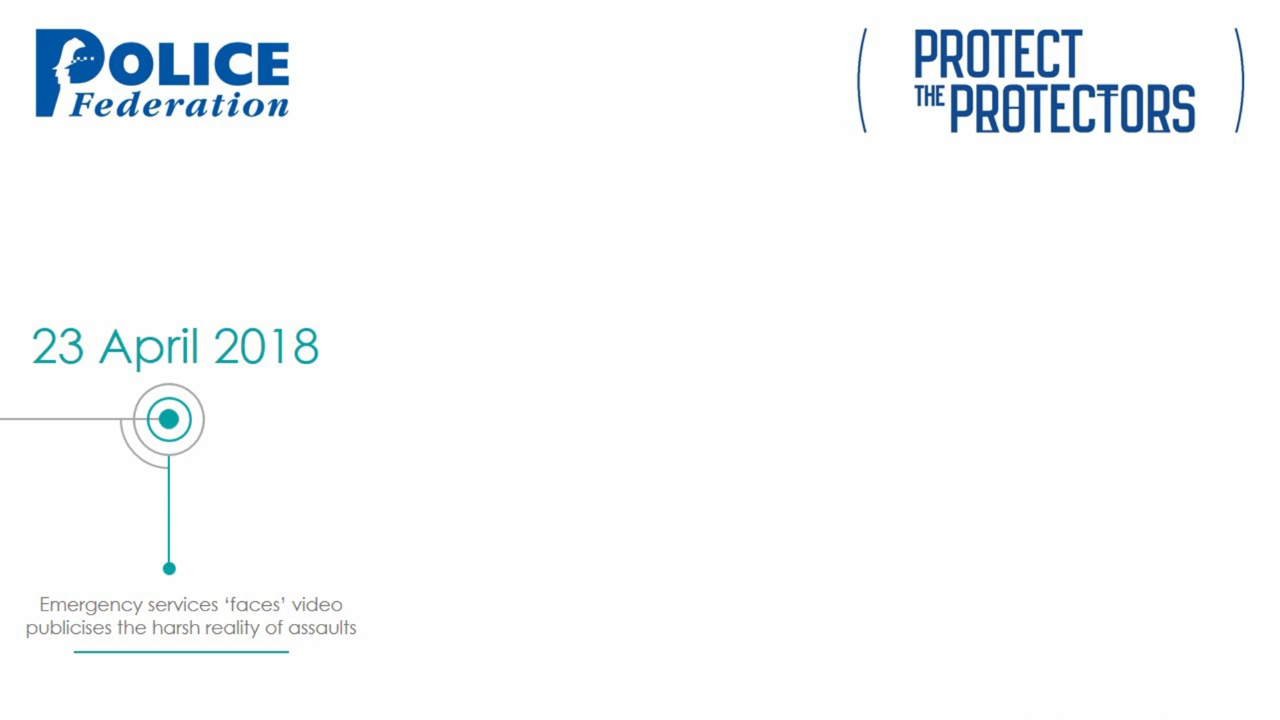 POLICE
Federation
PROTECT
THE PROTECTORS
23 April 2018
Emergency services ‘faces’ video
publicises the harsh reality of assaults